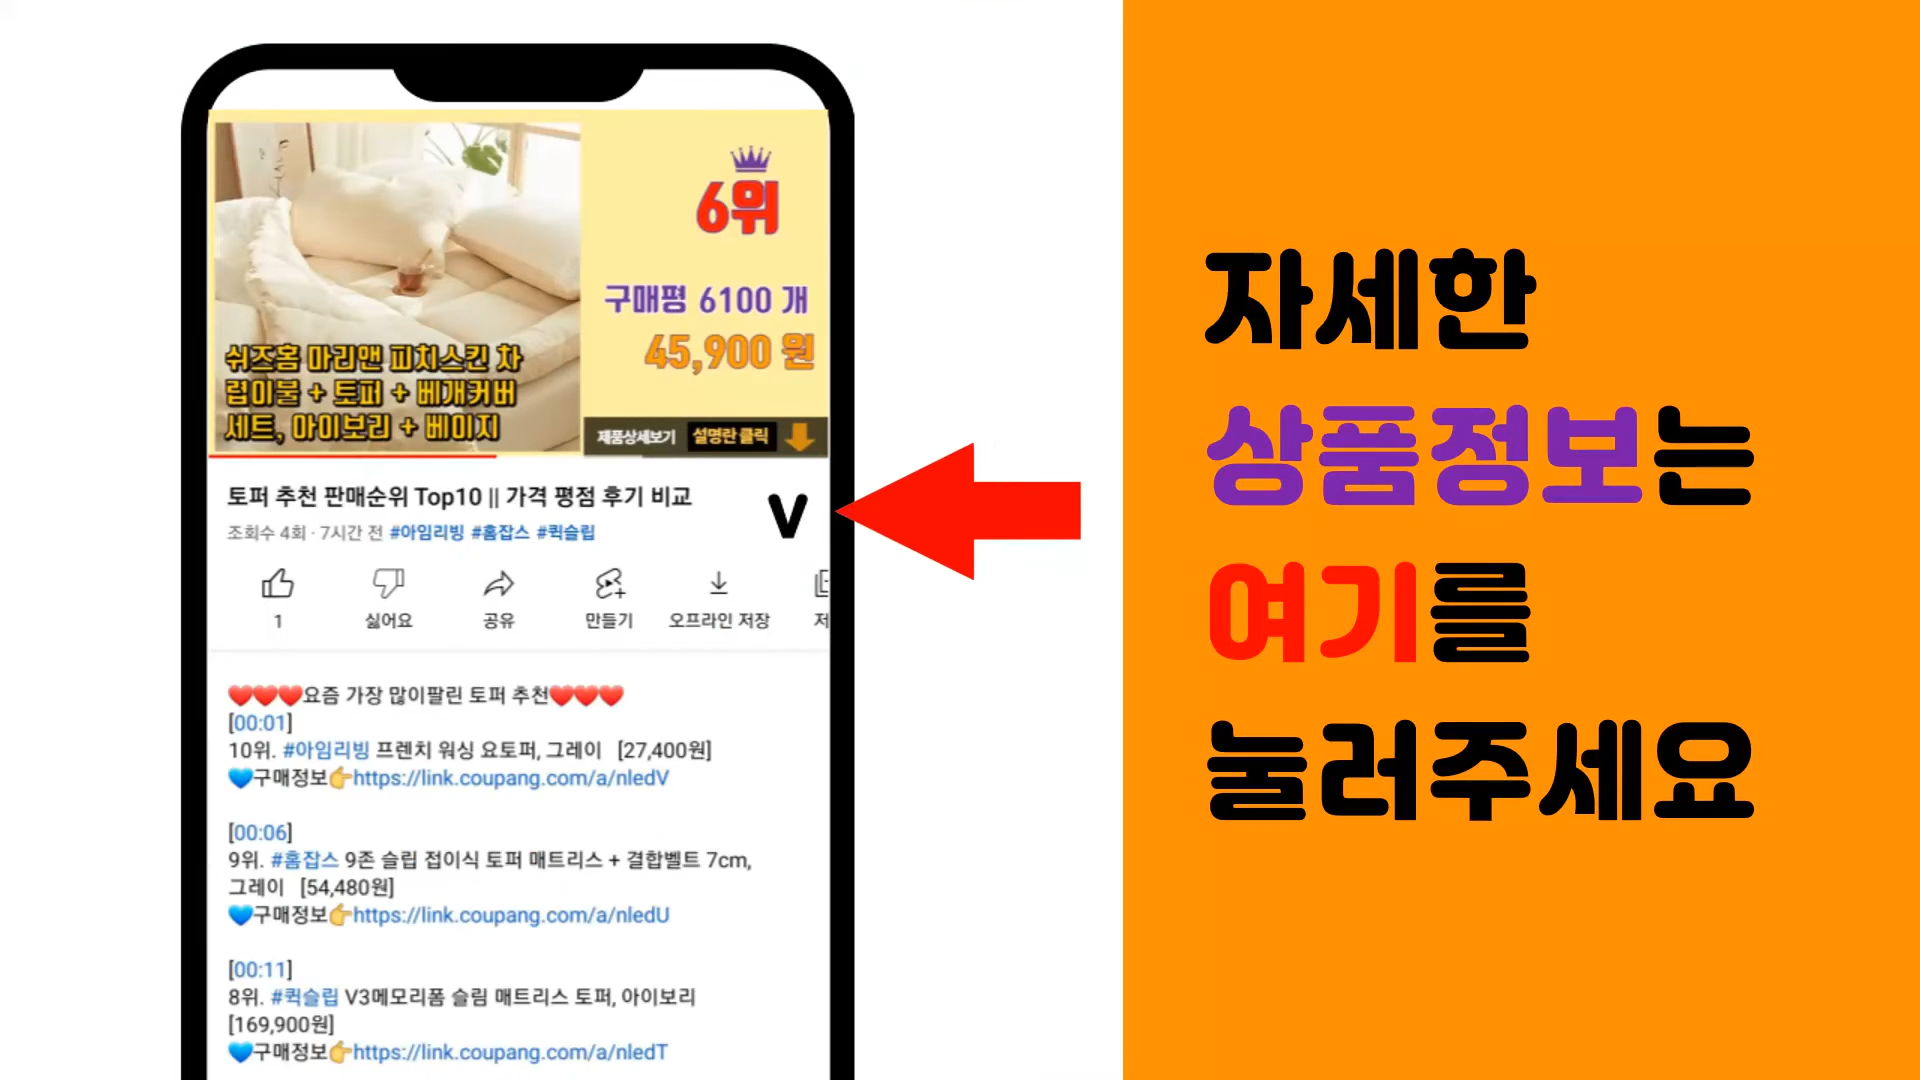 6위
구매평 6100 개
45,900 원
쉬즈홈 마리앤 피치스킨 차
렵이불 + 토퍼 + 베개커버
세트, 아이보리 + 베이지
제품상세보기 설명란 클릭
토퍼 추천 판매순위 Top10 || 가격 평점 후기 비교
V
조회수 4회 · 7시간 전 #아임리빙 #홈잡스 #퀵슬립
1 싫어요 공유 만들기 오프라인 저장 저
❤️❤️❤️요즘 가장 많이팔린 토퍼 추천❤️❤️❤️
[00:01]
10위. #아임리빙 프렌치 워싱 요토퍼, 그레이 [27,400원]
💙구매정보👉https://link.coupang.com/a/nledV
[00:06]
9위. #홈잡스 9존 슬립 접이식 토퍼 매트리스 + 결합벨트 7cm,
그레이 [54,480원]
💙구매정보👉https://link.coupang.com/a/nledU
[00:11]
8위. #퀵슬립 V3메모리폼 슬림 매트리스 토퍼, 아이보리
[169,900원]
💙구매정보👉https://link.coupang.com/a/nledT
자세한
상품정보는
여기를
눌러주세요